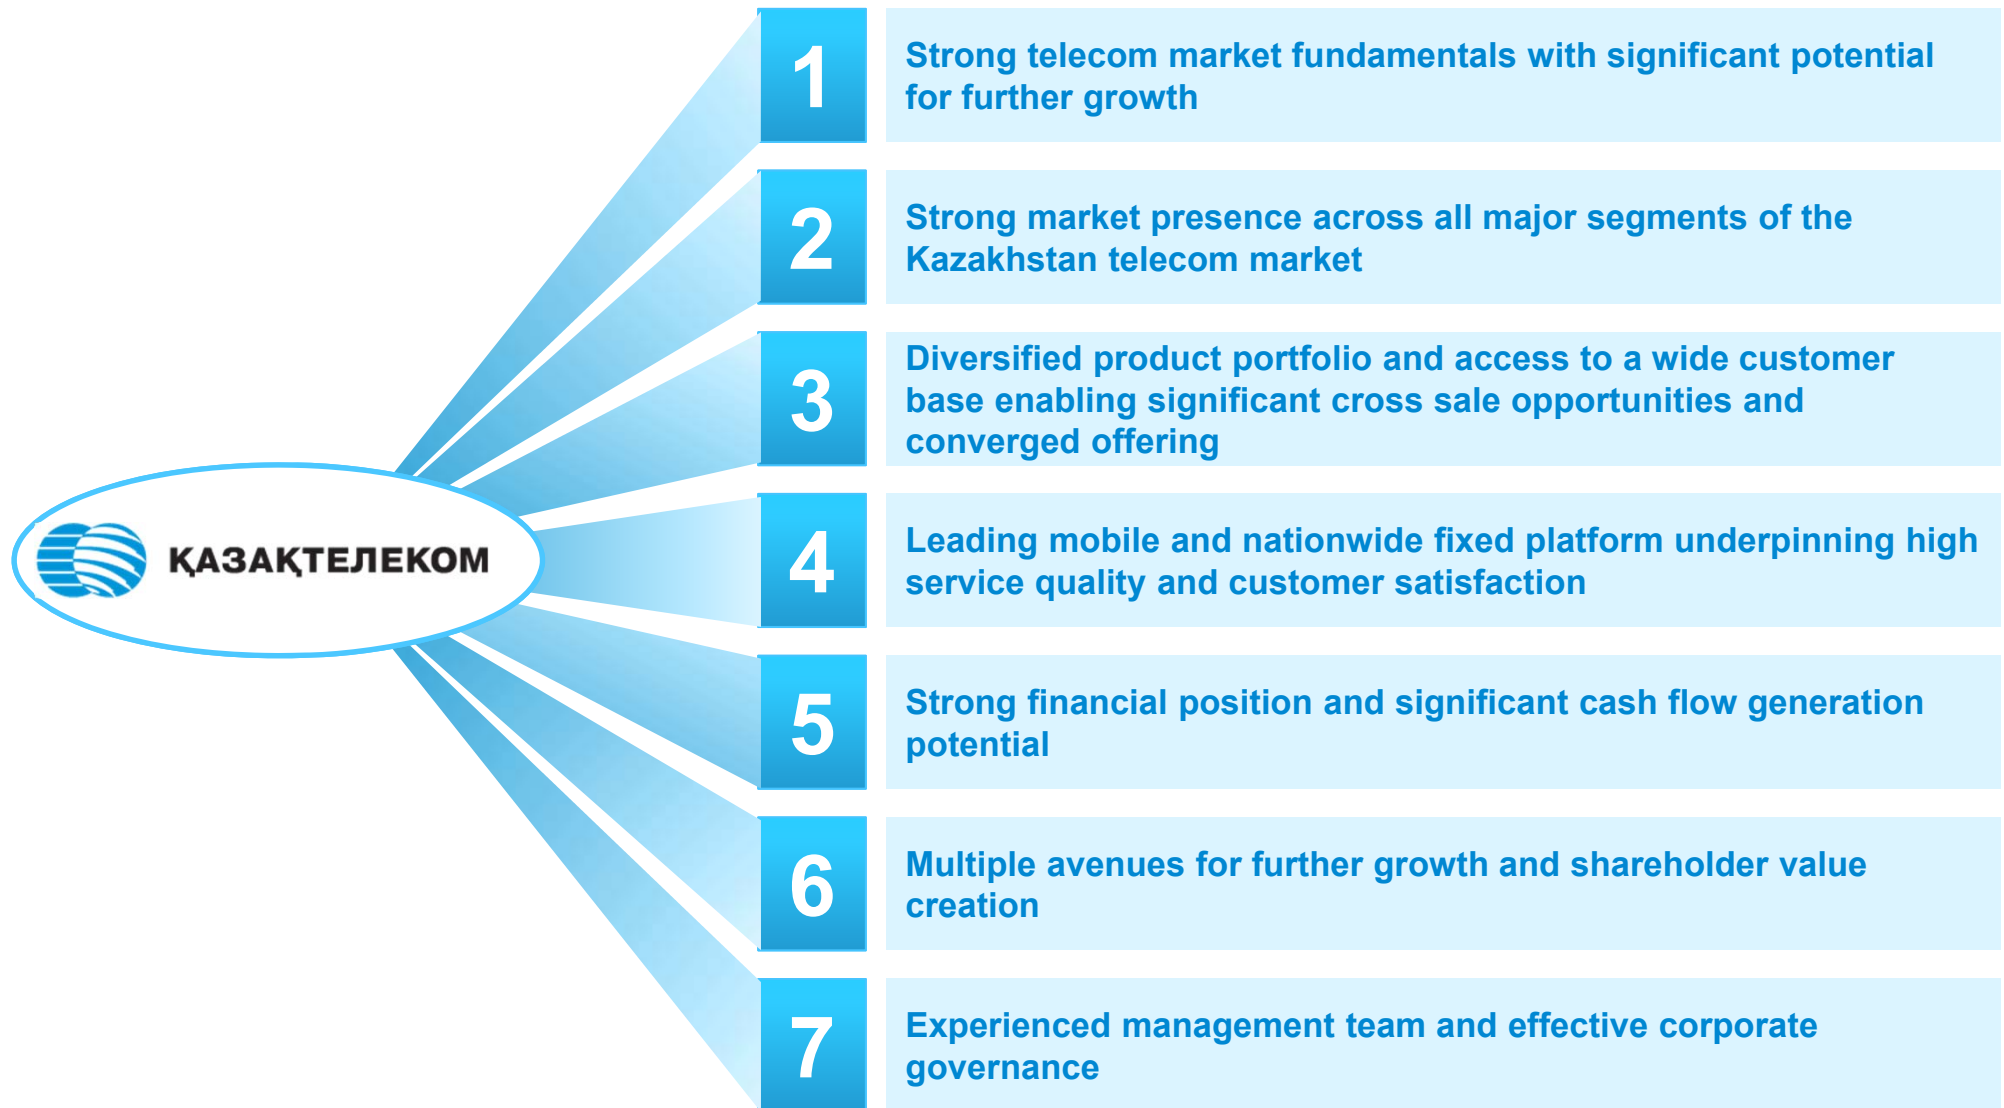 1
Strong telecom market fundamentals with significant potential
for further growth
2
Strong market presence across all major segments of the
Kazakhstan telecom market
3
Diversified product portfolio and access to a wide customer
base enabling significant cross sale opportunities and
converged offering
ҚАЗАҚТЕЛЕКОМ
4
Leading mobile and nationwide fixed platform underpinning high
service quality and customer satisfaction
5
Strong financial position and significant cash flow generation
potential
6
Multiple avenues for further growth and shareholder value
creation
7
Experienced management team and effective corporate
governance